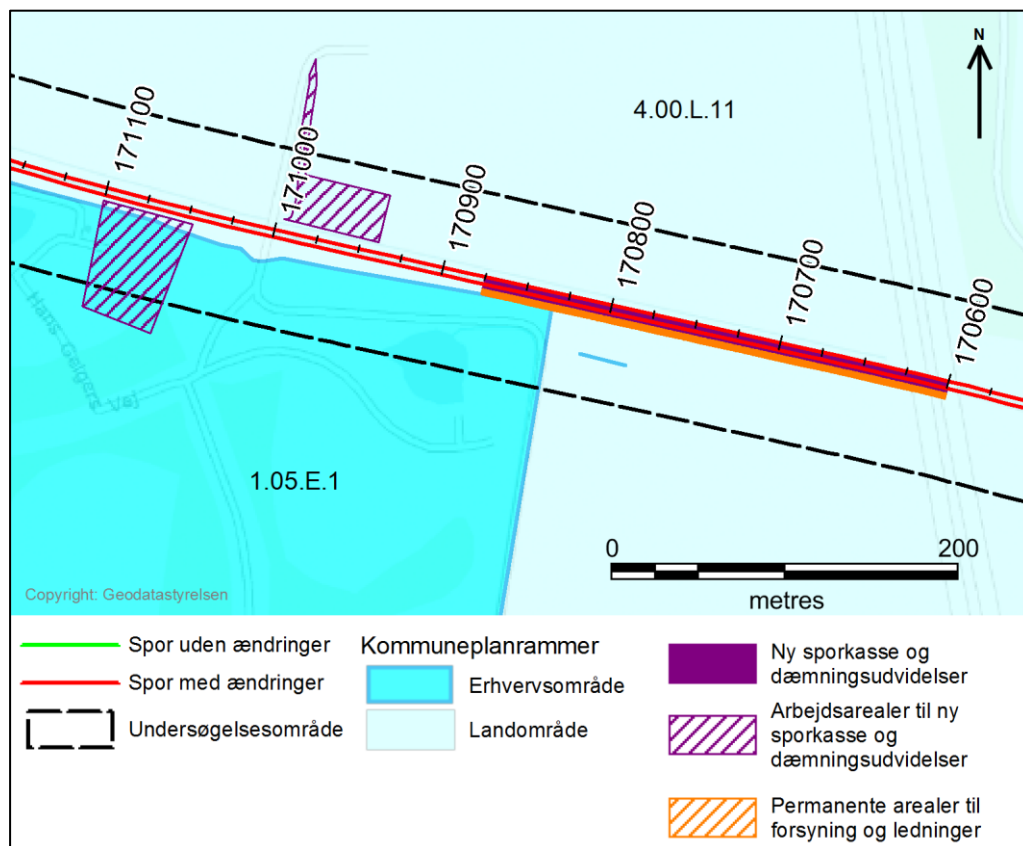 N
4.00.L.11
171100
171000
170900
170800
170700
170600
Hans Geigers Vej
1.05.E.1
0 200
metres
Copyright: Geodatastyrelsen
Spor uden ændringer
Spor med ændringer
Undersøgelsesområde
Kommuneplanrammer
Erhvervsområde
Landområde
Ny sporkasse og
dæmningsudvidelser
Arbejdsarealer til ny
sporkasse og
dæmningsudvidelser
Permanente arealer til
forsyning og ledninger